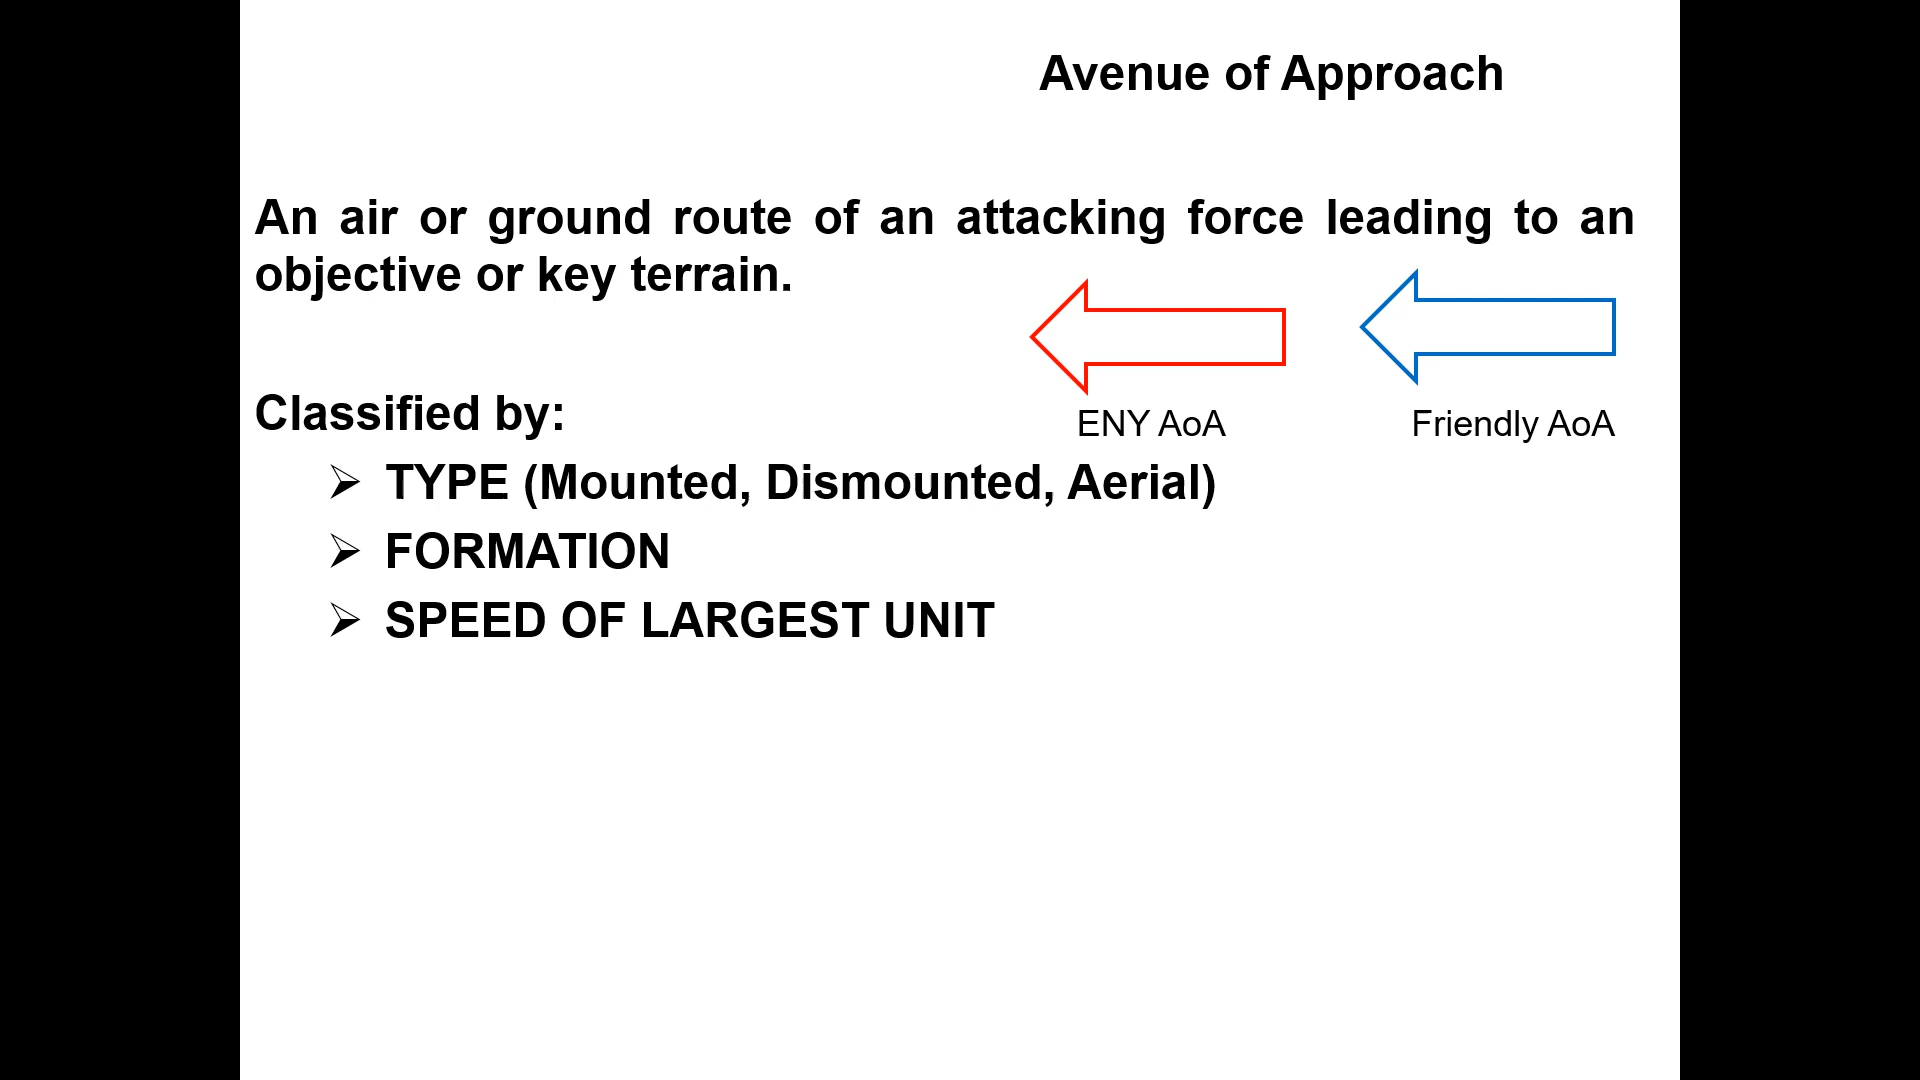 Avenue of Approach
An air or ground route of an attacking force leading to an
objective or key terrain.
Classified by:
ENY AoA
Friendly AoA
➢ TYPE (Mounted, Dismounted, Aerial)
➢ FORMATION
➢ SPEED OF LARGEST UNIT